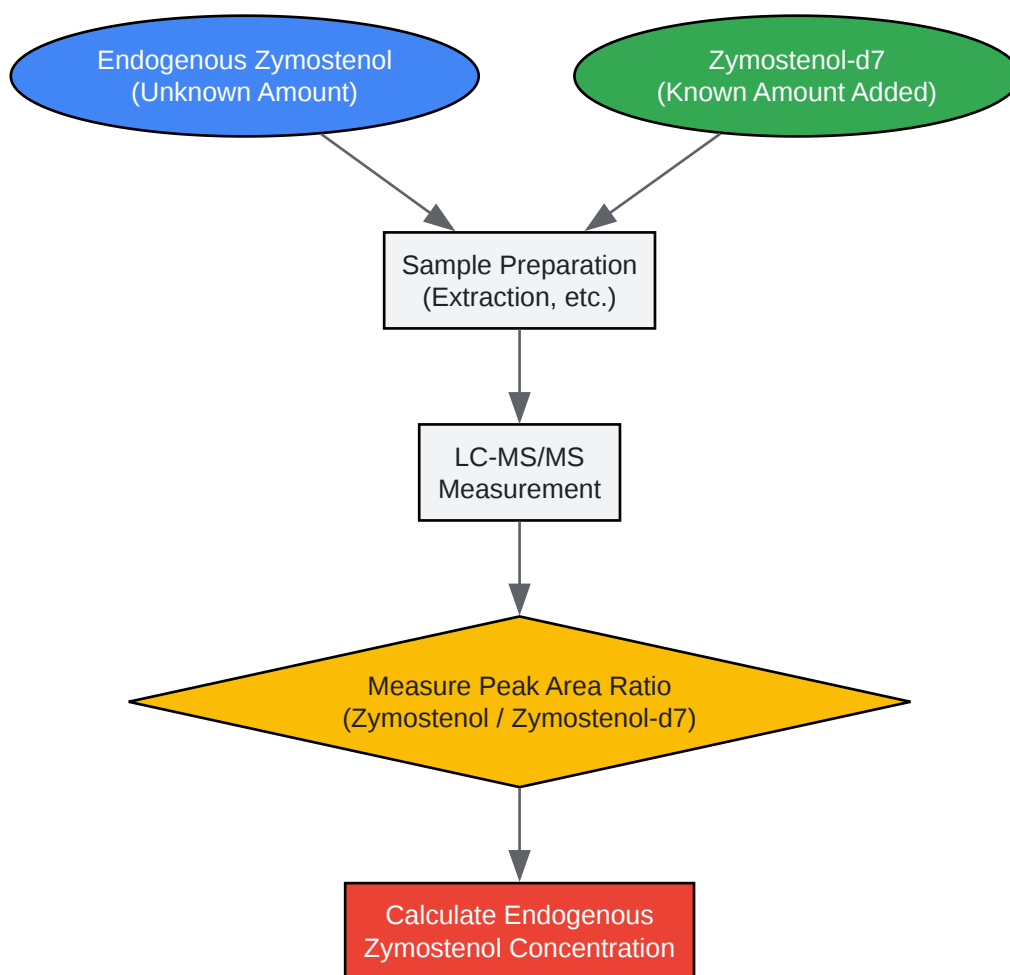 Endogenous Zymostenol
(Unknown Amount)
Zymostenol-d7
(Known Amount Added)
Sample Preparation
(Extraction, etc.)
LC-MS/MS
Measurement
Measure Peak Area Ratio
(Zymostenol / Zymostenol-d7)
Calculate Endogenous
Zymostenol Concentration